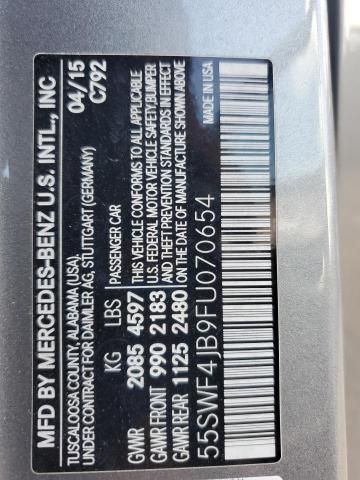 MFD BY MERCEDES-BENZ U.S. INTL., INC
TUSCALOOSA COUNTY, ALABAMA (USA),
UNDER CONTRACT FOR DAIMLER AG, STUTTGART (GERMANY)
04/15
C792
KG LBS
GVWR 2085 4597
GAWR FRONT 990 2183
GAWR REAR 1125 2480
PASSENGER CAR
THIS VEHICLE CONFORMS TO ALL APPLICABLE
U.S. FEDERAL MOTOR VEHICLE SAFETY, BUMPER
AND THEFT PREVENTION STANDARDS IN EFFECT
ON THE DATE OF MANUFACTURE SHOWN ABOVE
MADE IN USA
55SWF4JB9FU070654